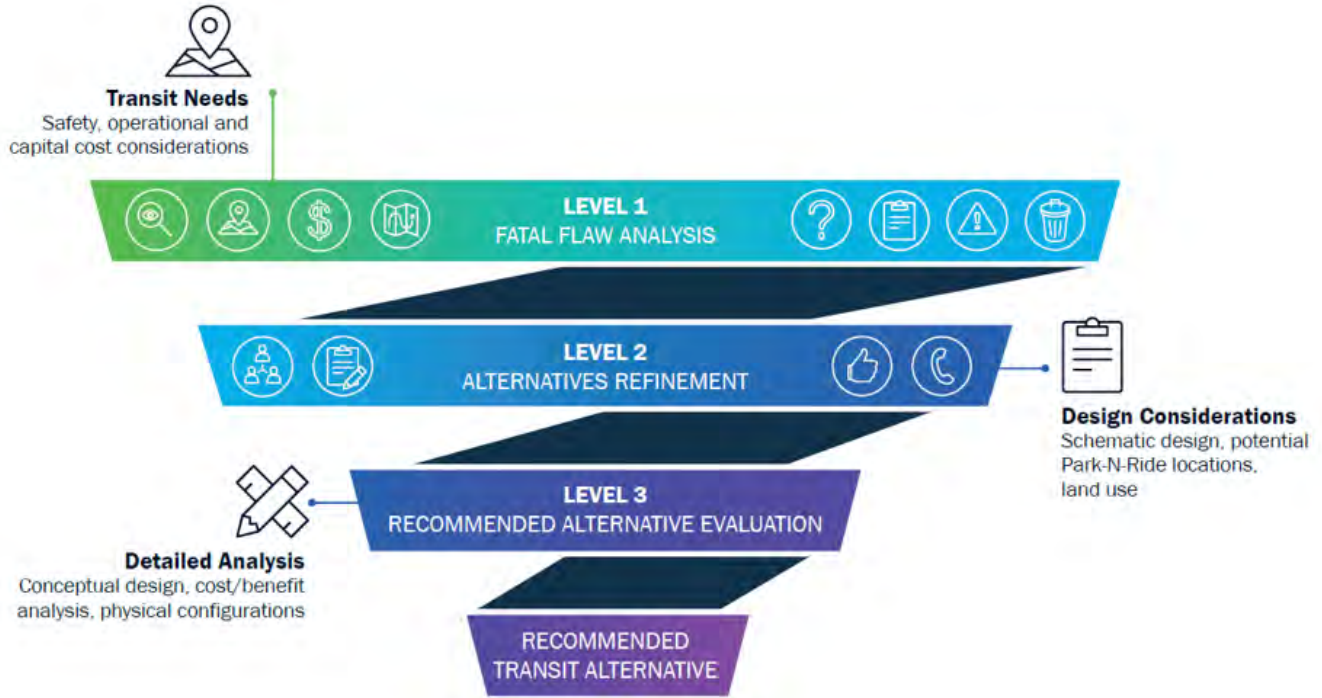 Transit Needs
Safety, operational and
capital cost considerations
LEVEL 1
FATAL FLAW ANALYSIS
LEVEL 2
ALTERNATIVES REFINEMENT
Design Considerations
Schematic design, potential
Park-N-Ride locations,
land use
LEVEL 3
RECOMMENDED ALTERNATIVE EVALUATION
Detailed Analysis
Conceptual design, cost/benefit
analysis, physical configurations
RECOMMENDED
TRANSIT ALTERNATIVE